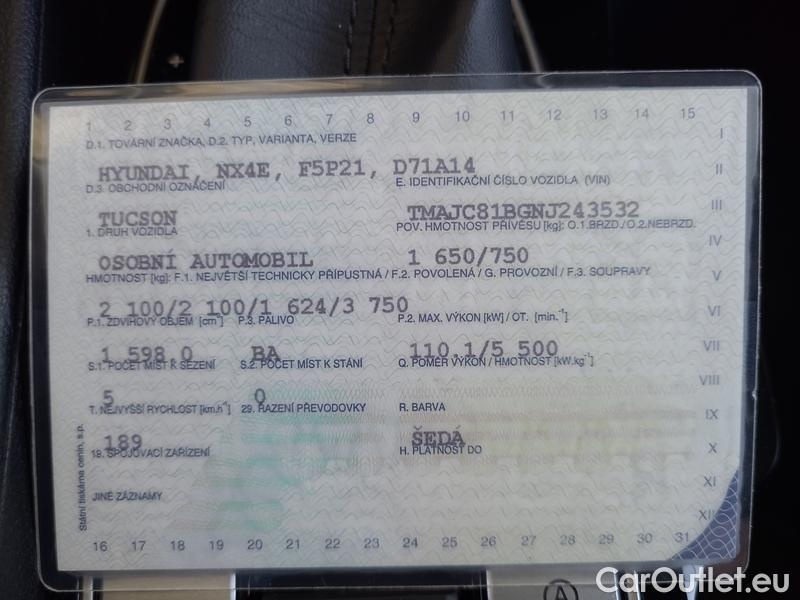 1 2 3 4 5 6 7 8 9 10 11 12 13 14 15
D.1. TOVÁRNÍ ZNAČKA, D.2. TYP, VARIANTA, VERZE
I
HYUNDAI, NX4E, F5P21, D71A14
II
D.3. OBCHODNÍ OZNAČENÍ E. IDENTIFIKAČNÍ ČÍSLO VOZIDLA (VIN)
TUCSON TMAJC81BGNJ243532
III
1. DRUH VOZIDLA POV. HMOTNOST PŘÍVĚSU [kg]: O.1.BRZD./O.2.NEBRZD.
OSOBNÍ AUTOMOBIL 1 650/750
IV
HMOTNOST [kg]: F.1. NEJVĚTŠÍ TECHNICKY PŘÍPUSTNÁ / F.2. POVOLENÁ / G. PROVOZNÍ / F.3. SOUPRAVY
V
2 100/2 100/1 624/3 750
VI
P.1. ZDVIHOVÝ OBJEM [cm³] P.3. PALIVO P.2. MAX. VÝKON [kW] / OT. [min.⁻¹]
1 598,0 BA 110,1/5 500
VII
S.1. POČET MÍST K SEZENÍ S.2. POČET MÍST K STÁNÍ Q. POMĚR VÝKON / HMOTNOST [kW.kg⁻¹]
VIII
5 0
T. NEJVYŠŠÍ RYCHLOST [km.h⁻¹] 29. ŘAZENÍ PŘEVODOVKY R. BARVA
IX
189 ŠEDÁ
18. SPOJOVACÍ ZAŘÍZENÍ H. PLATNOST DO
X
XI
JINÉ ZÁZNAMY
XII
Státní tiskárna cenin, s.p.
16 17 18 19 20 21 22 23 24 25 26 27 28 29 30 31
A
CarOutlet.eu